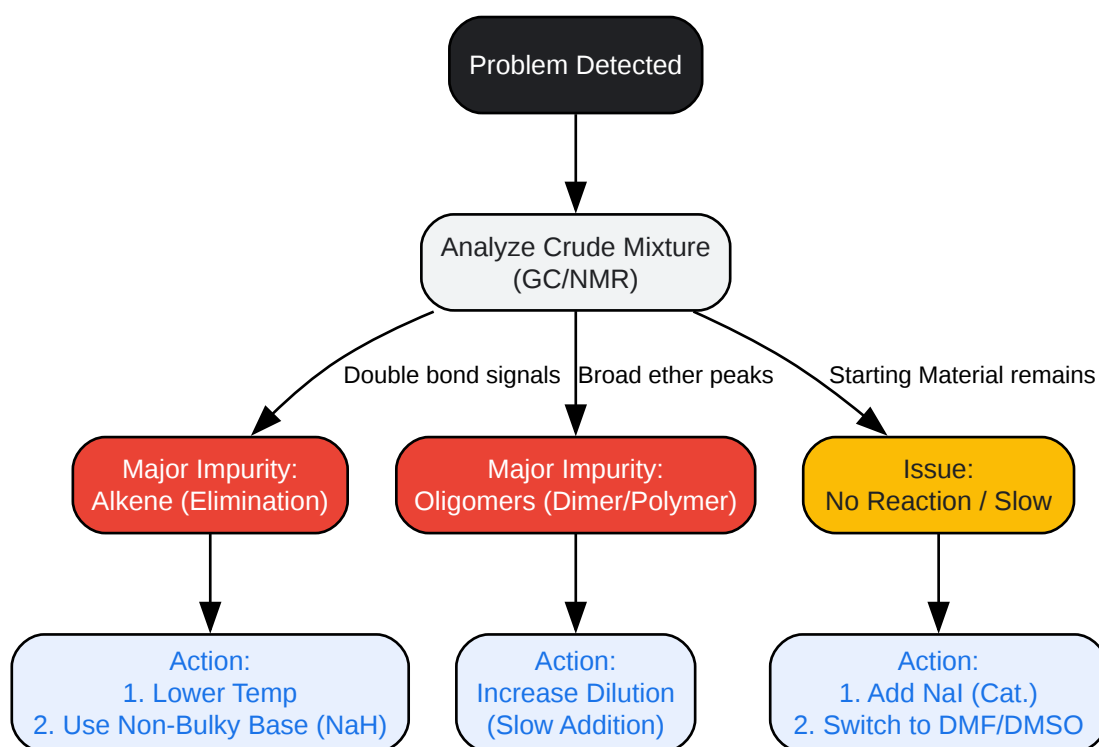 Problem Detected
Analyze Crude Mixture
(GC/NMR)
Double bond signals
Broad ether peaks
Starting Material remains
Major Impurity:
Alkene (Elimination)
Major Impurity:
Oligomers (Dimer/Polymer)
Issue:
No Reaction / Slow
Action:
1. Lower Temp
2. Use Non-Bulky Base (NaH)
Action:
Increase Dilution
(Slow Addition)
Action:
1. Add NaI (Cat.)
2. Switch to DMF/DMSO